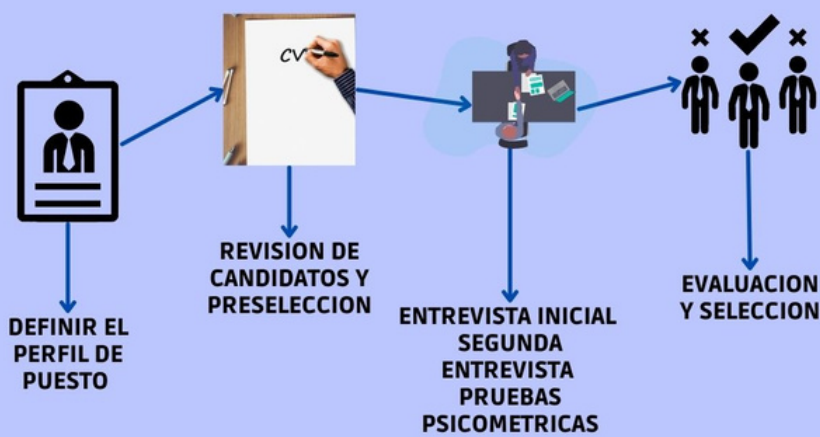 CV
DEFINIR EL
PERFIL DE
PUESTO
REVISION DE
CANDIDATOS Y
PRESELECCION
ENTREVISTA INICIAL
SEGUNDA
ENTREVISTA
PRUEBAS
PSICOMETRICAS
EVALUACION
Y SELECCION